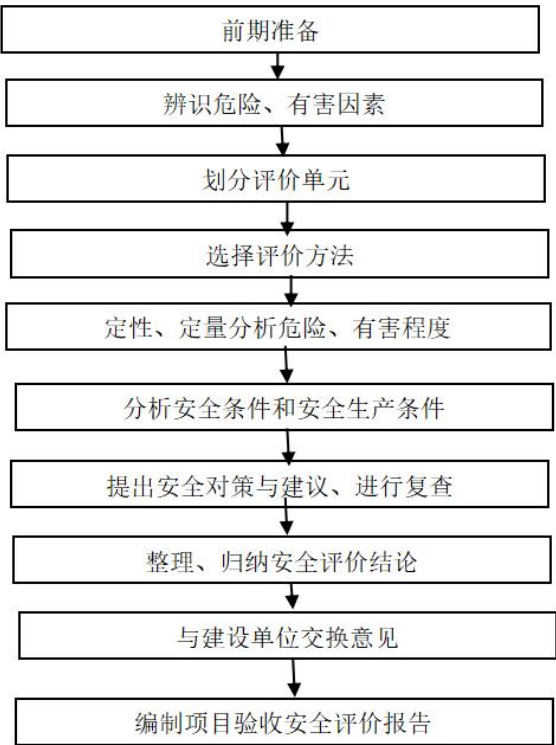 前期准备
辨识危险、有害因素
划分评价单元
选择评价方法
定性、定量分析危险、有害程度
分析安全条件和安全生产条件
提出安全对策与建议、进行复查
整理、归纳安全评价结论
与建设单位交换意见
编制项目验收安全评价报告